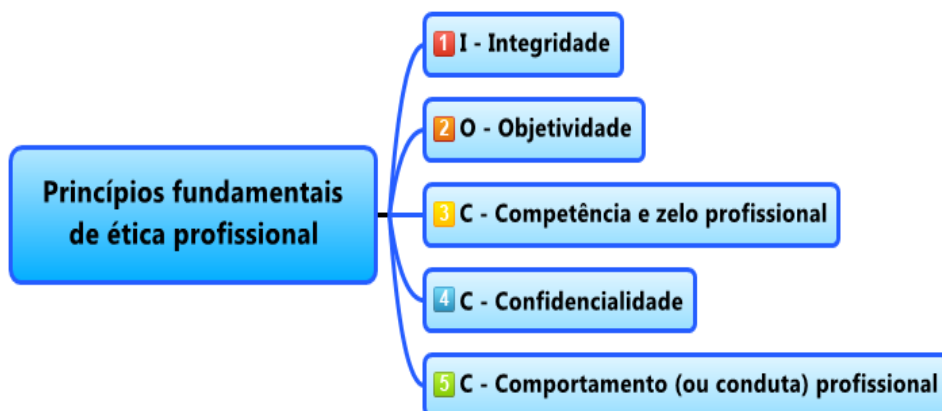 Princípios fundamentais
de ética profissional
1 I - Integridade
2 O - Objetividade
3 C - Competência e zelo profissional
4 C - Confidencialidade
5 C - Comportamento (ou conduta) profissional